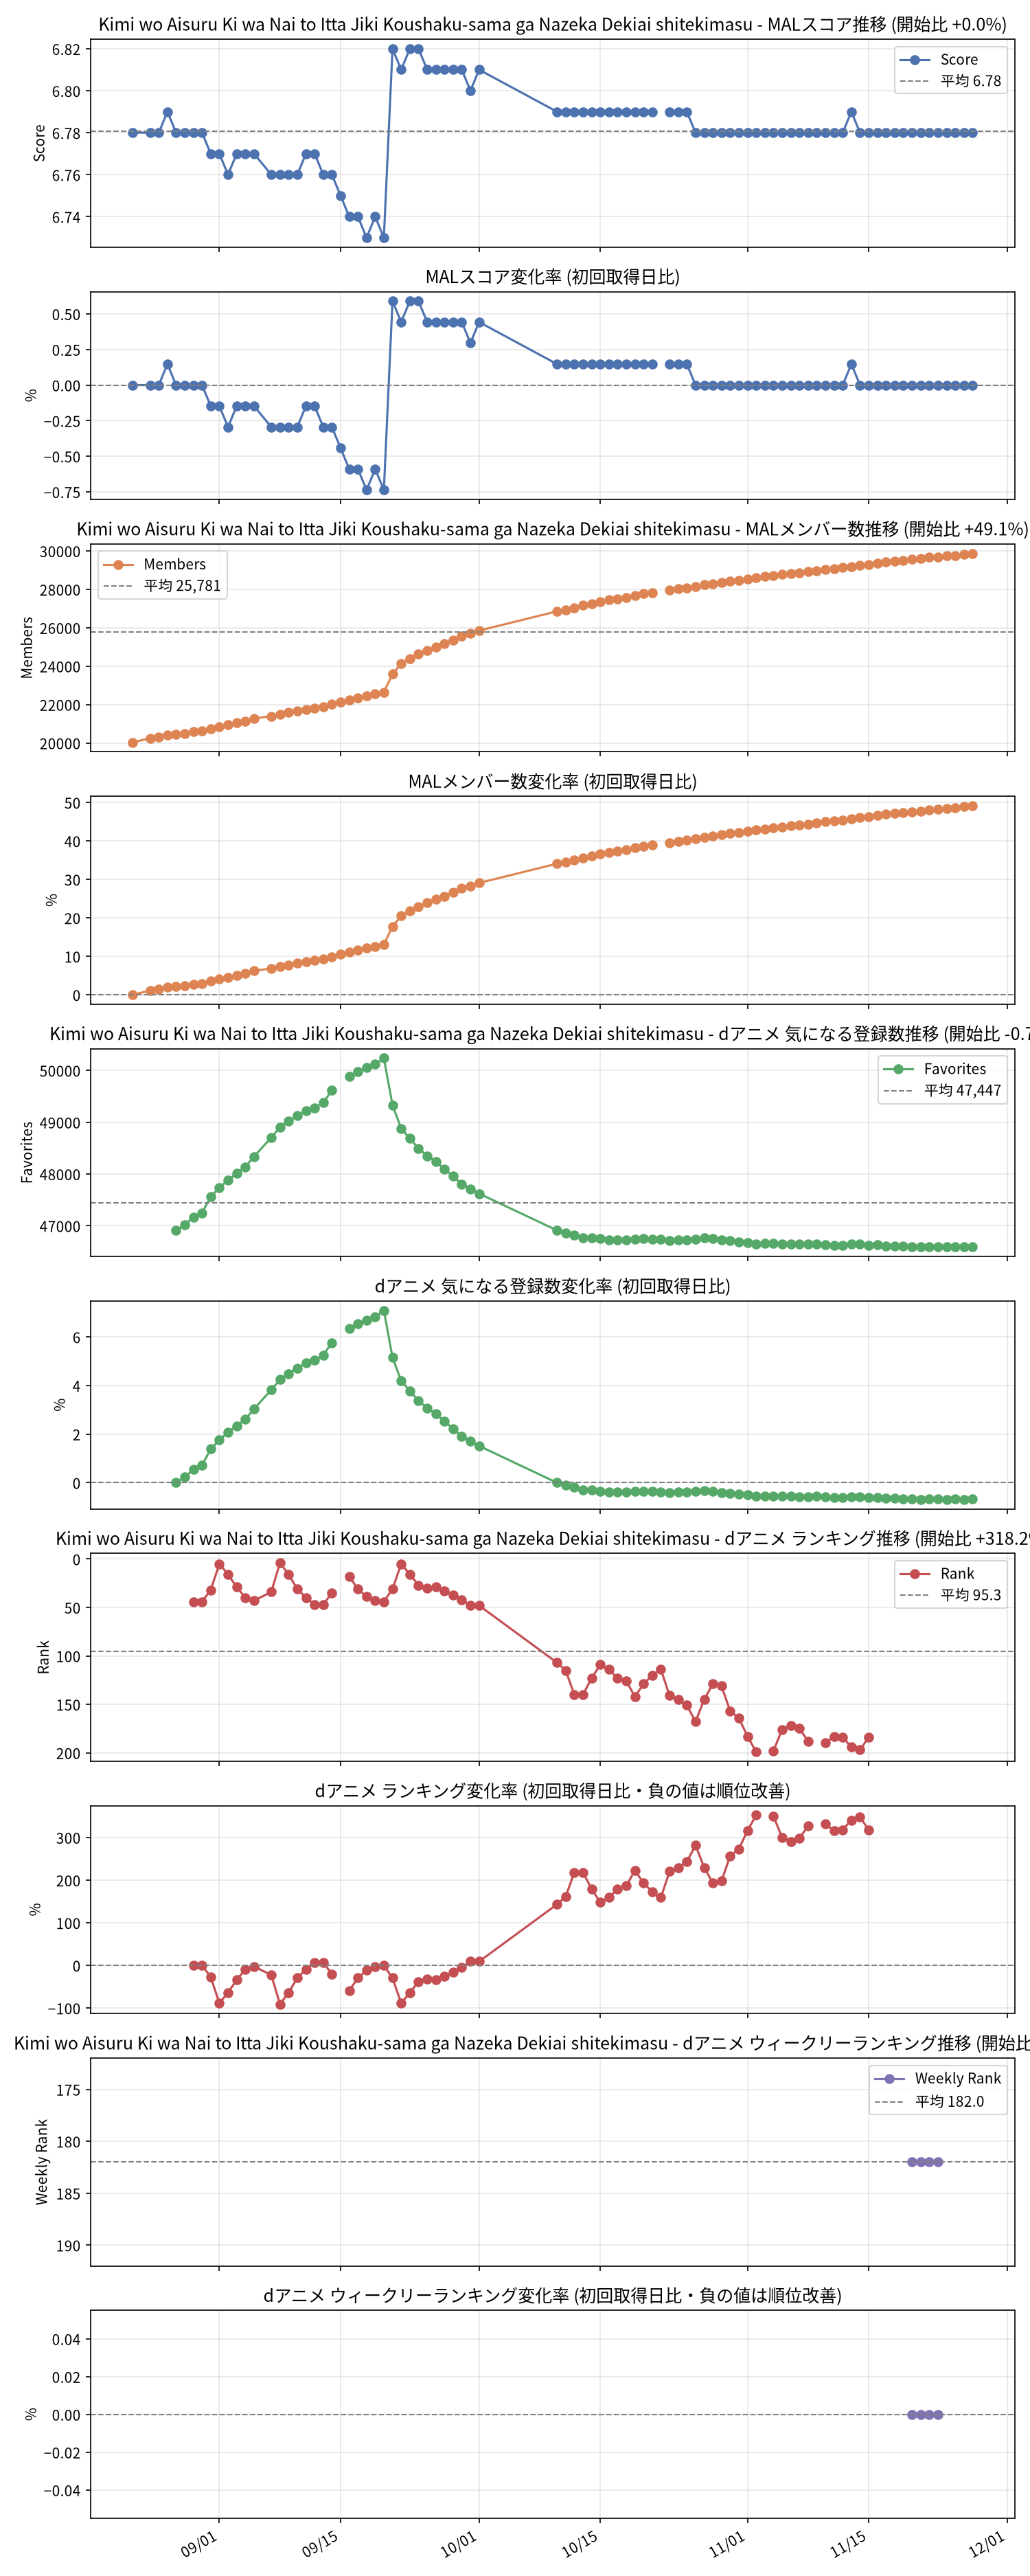 Kimi wo Aisuru Ki wa Nai to Itta Jiki Koushaku-sama ga Nazeka Dekiai shitekimasu - MALスコア推移 (開始比 +0.0%)
6.82
6.80
6.78
6.76
6.74
Score
Score
平均 6.78
MALスコア変化率 (初回取得日比)
0.50
0.25
0.00
−0.25
−0.50
−0.75
%
Kimi wo Aisuru Ki wa Nai to Itta Jiki Koushaku-sama ga Nazeka Dekiai shitekimasu - MALメンバー数推移 (開始比 +49.1%)
30000
28000
26000
24000
22000
20000
Members
Members
平均 25,781
MALメンバー数変化率 (初回取得日比)
50
40
30
20
10
0
%
Kimi wo Aisuru Ki wa Nai to Itta Jiki Koushaku-sama ga Nazeka Dekiai shitekimasu - dアニメ 気になる登録数推移 (開始比 -0.7
50000
49000
48000
47000
Favorites
Favorites
平均 47,447
dアニメ 気になる登録数変化率 (初回取得日比)
6
4
2
0
%
Kimi wo Aisuru Ki wa Nai to Itta Jiki Koushaku-sama ga Nazeka Dekiai shitekimasu - dアニメ ランキング推移 (開始比 +318.2%
0
50
100
150
200
Rank
Rank
平均 95.3
dアニメ ランキング変化率 (初回取得日比・負の値は順位改善)
300
200
100
0
−100
%
Kimi wo Aisuru Ki wa Nai to Itta Jiki Koushaku-sama ga Nazeka Dekiai shitekimasu - dアニメ ウィークリーランキング推移 (開始比
175
180
185
190
Weekly Rank
Weekly Rank
平均 182.0
dアニメ ウィークリーランキング変化率 (初回取得日比・負の値は順位改善)
0.04
0.02
0.00
−0.02
−0.04
%
09/01
09/15
10/01
10/15
11/01
11/15
12/01